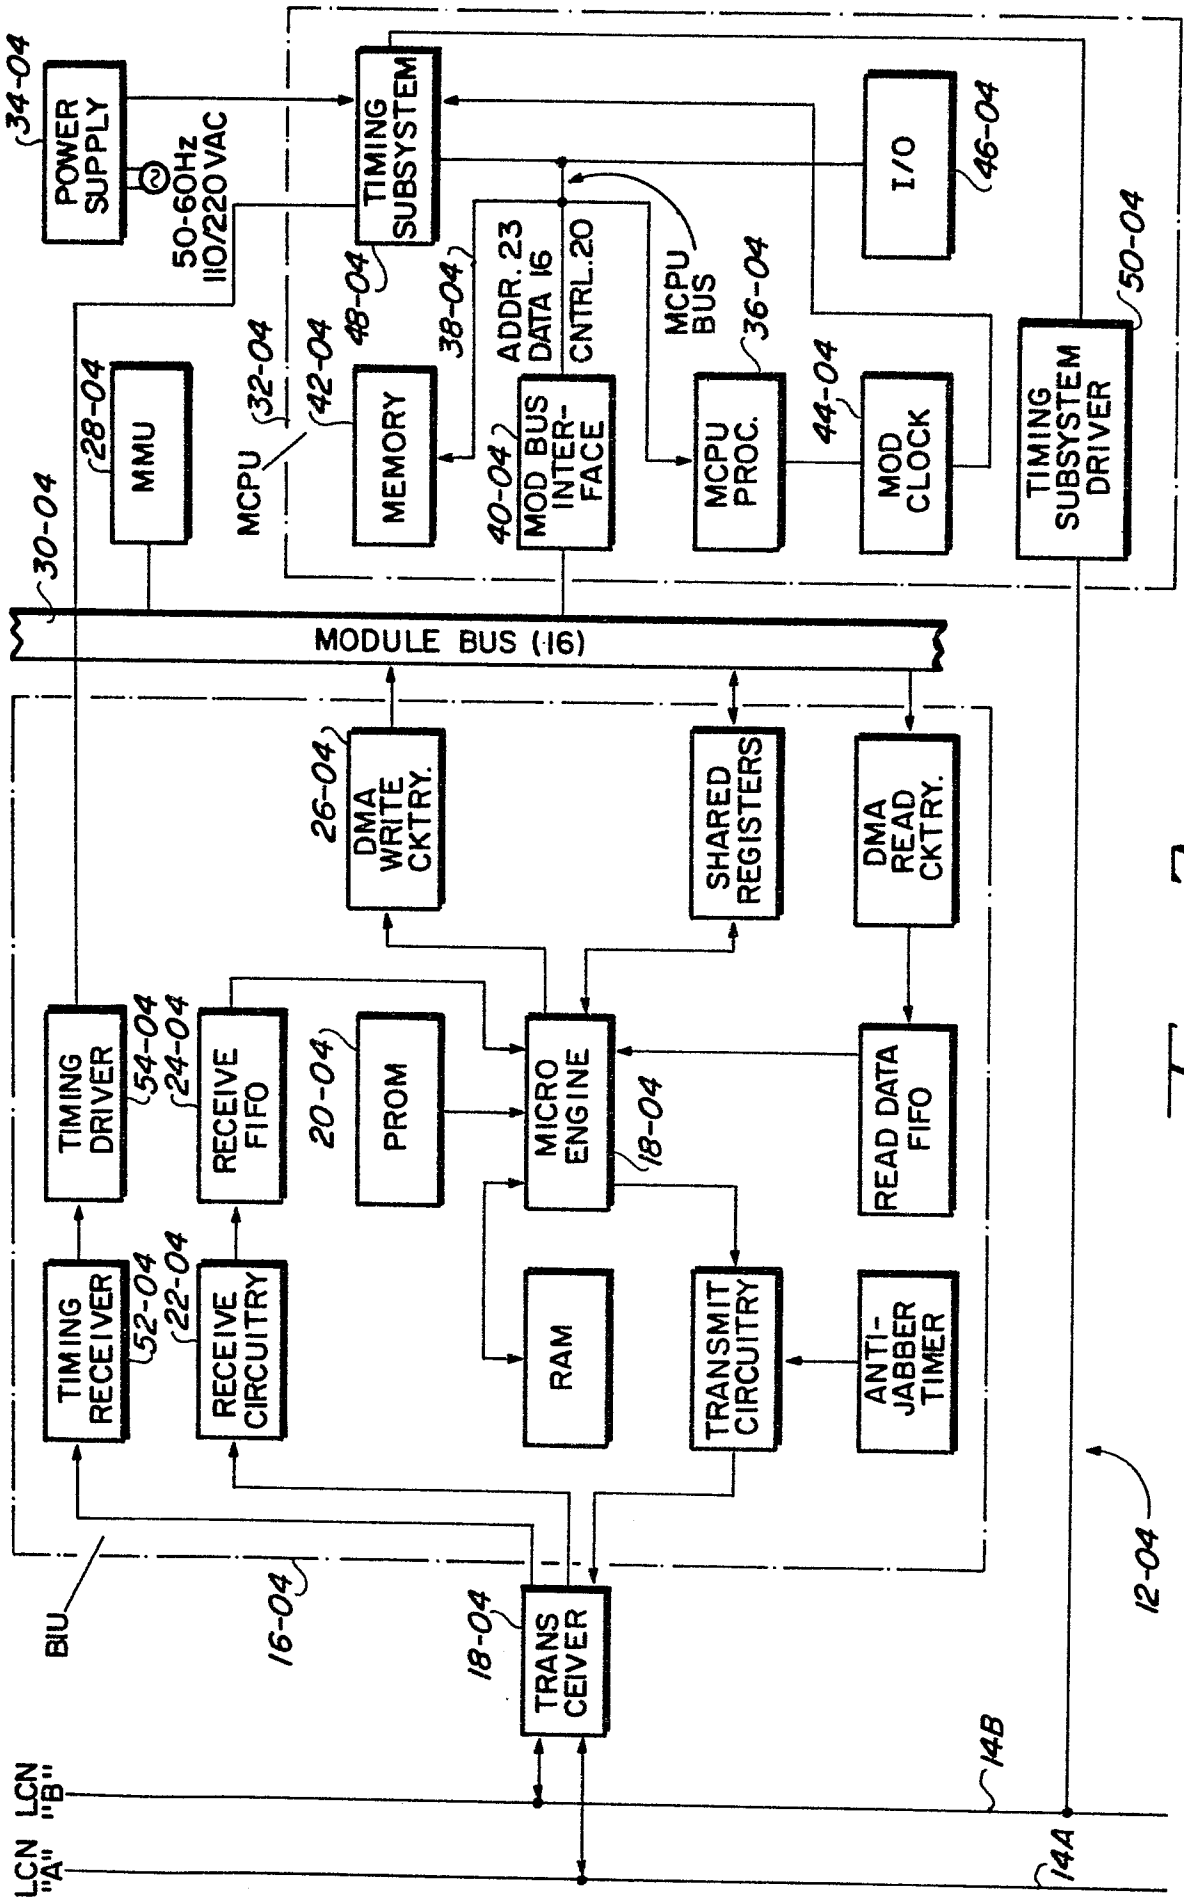 LCN
"A"
LCN
"B"
14A
14B
12-04
BIU
16-04
TRANS
CEIVER
18-04
TIMING
RECEIVER
52-04
TIMING
DRIVER
54-04
RECEIVE
CIRCUITRY
22-04
RECEIVE
FIFO
24-04
PROM
20-04
RAM
MICRO
ENGINE
18-04
TRANSMIT
CIRCUITRY
ANTI-
JABBER
TIMER
READ DATA
FIFO
DMA
WRITE
CKTRY.
26-04
SHARED
REGISTERS
DMA
READ
CKTRY.
MODULE BUS (16)
30-04
MMU
28-04
POWER
SUPPLY
34-04
50-60Hz
110/220VAC
MCPU
32-04
MEMORY
42-04
TIMING
SUBSYSTEM
48-04
38-04
MOD BUS
INTER-
FACE
40-04
ADDR. 23
DATA 16
CNTRL. 20
MCPU
BUS
MCPU
PROC.
36-04
MOD
CLOCK
44-04
I/O
46-04
TIMING
SUBSYSTEM
DRIVER
50-04